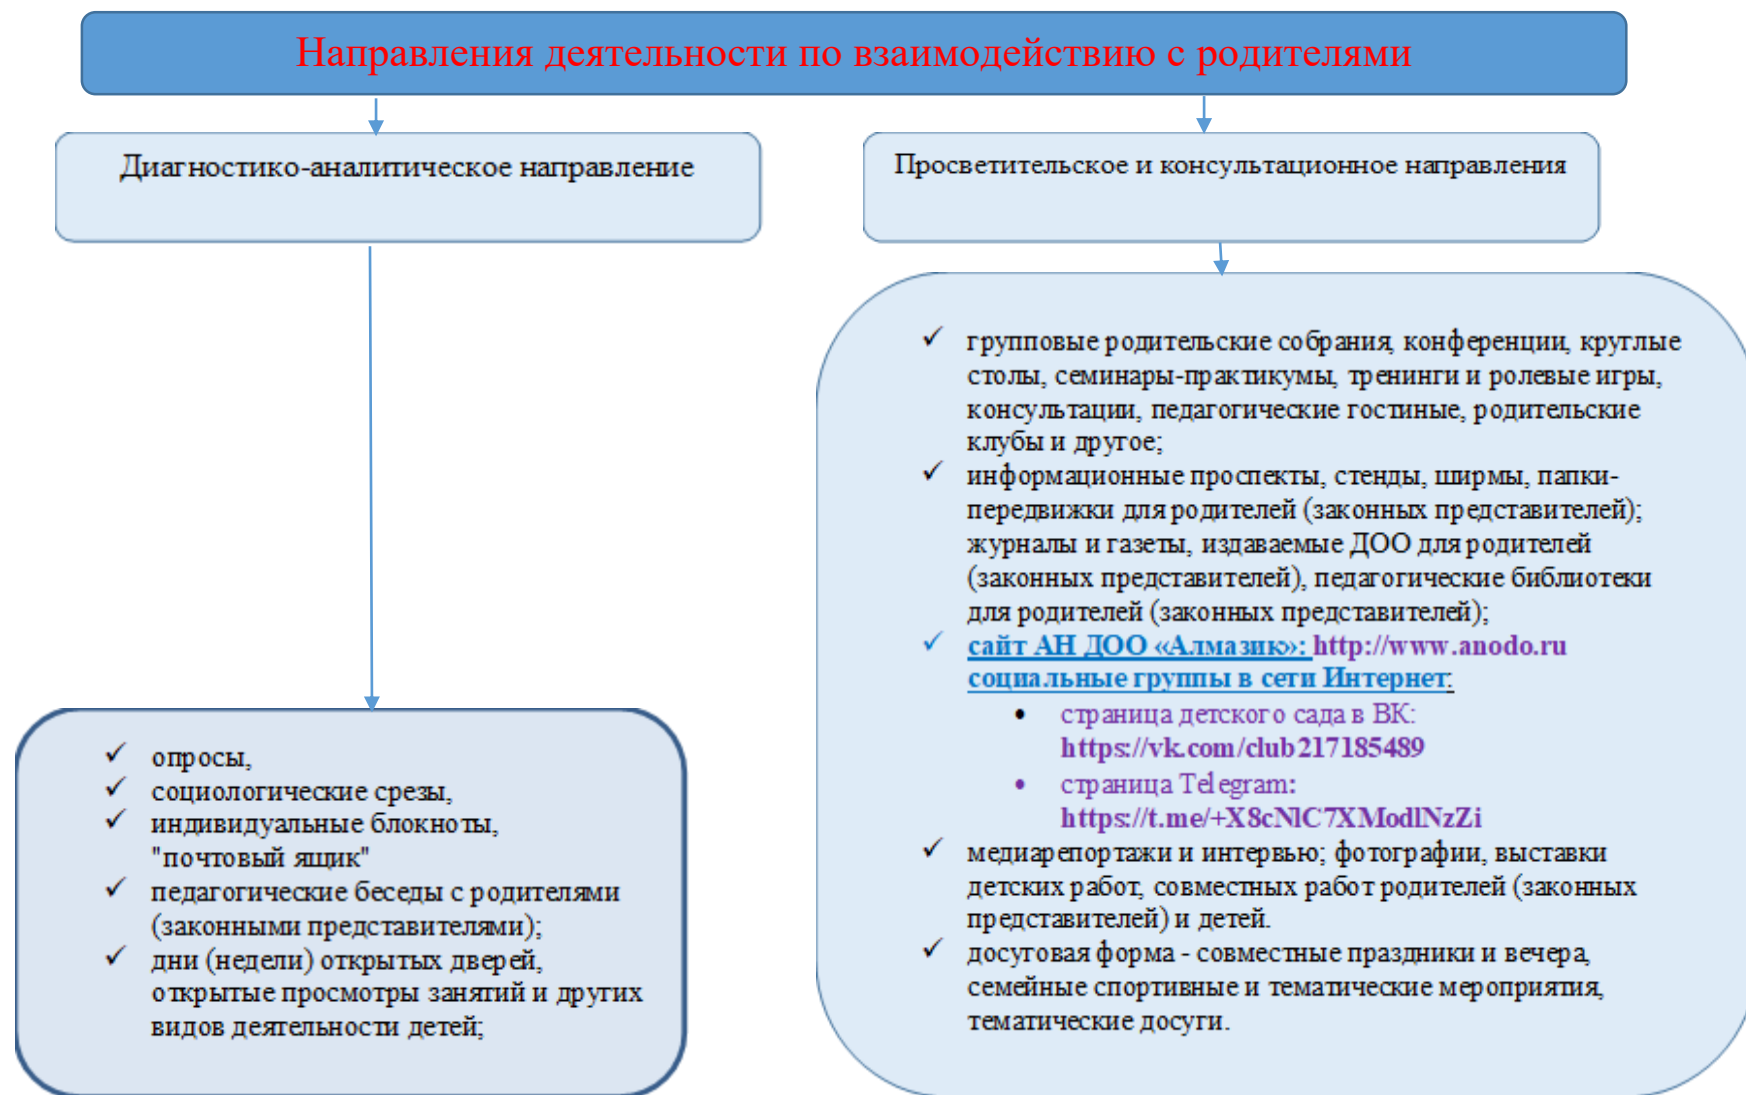 Направления деятельности по взаимодействию с родителями
Диагностико-аналитическое направление
Просветительское и консультационное направления
опросы,
социологические срезы,
индивидуальные блокноты,
"почтовый ящик"
педагогические беседы с родителями
(законными представителями);
дни (недели) открытых дверей,
открытые просмотры занятий и других
видов деятельности детей;
групповые родительские собрания, конференции, круглые
столы, семинары-практикумы, тренинги и ролевые игры,
консультации, педагогические гостиные, родительские
клубы и другое;
информационные проспекты, стенды, ширмы, папки-
передвижки для родителей (законных представителей);
журналы и газеты, издаваемые ДОО для родителей
(законных представителей), педагогические библиотеки
для родителей (законных представителей);
сайт АН ДОО «Алмазик»: http://www.anodo.ru
социальные группы в сети Интернет:
страница детского сада в ВК:
https://vk.com/club217185489
страница Telegram:
https://t.me/+X8cNlC7XModlNzZi
медиарепортажи и интервью; фотографии, выставки
детских работ, совместных работ родителей (законных
представителей) и детей.
досуговая форма - совместные праздники и вечера,
семейные спортивные и тематические мероприятия,
тематические досуги.